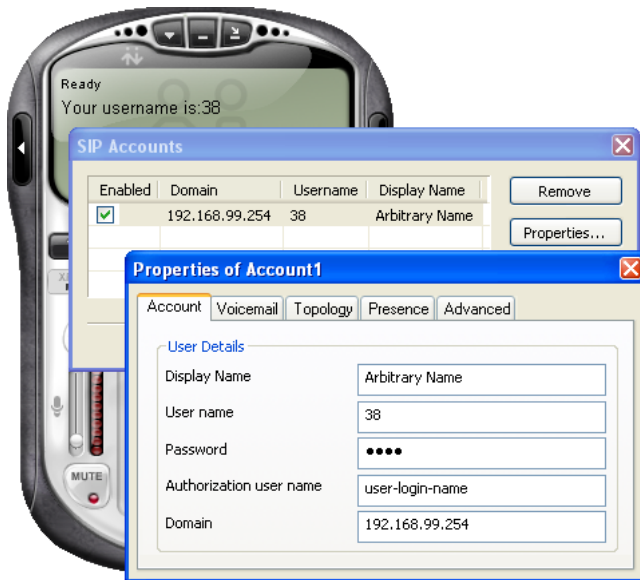 Ready
Your username is:38
SIP Accounts
Enabled Domain Username Display Name
192.168.99.254 38 Arbitrary Name
Remove
Properties...
Properties of Account1
Account Voicemail Topology Presence Advanced
User Details
Display Name Arbitrary Name
User name 38
Password ●●●●
Authorization user name user-login-name
Domain 192.168.99.254
MUTE